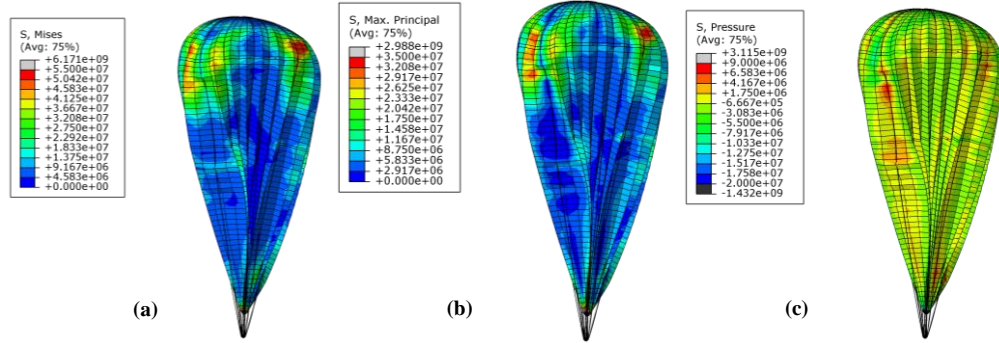 S, Mises
(Avg: 75%)
+6.171e+09
+5.500e+07
+5.042e+07
+4.583e+07
+4.125e+07
+3.667e+07
+3.208e+07
+2.750e+07
+2.292e+07
+1.833e+07
+1.375e+07
+9.167e+06
+4.583e+06
+0.000e+00
(a)
S, Max. Principal
(Avg: 75%)
+2.988e+09
+3.500e+07
+3.208e+07
+2.917e+07
+2.625e+07
+2.333e+07
+2.042e+07
+1.750e+07
+1.458e+07
+1.167e+07
+8.750e+06
+5.833e+06
+2.917e+06
+0.000e+00
(b)
S, Pressure
(Avg: 75%)
+3.115e+09
+9.000e+06
+6.583e+06
+4.167e+06
+1.750e+06
-6.667e+05
-3.083e+06
-5.500e+06
-7.917e+06
-1.033e+07
-1.275e+07
-1.517e+07
-1.758e+07
-2.000e+07
-1.432e+09
(c)